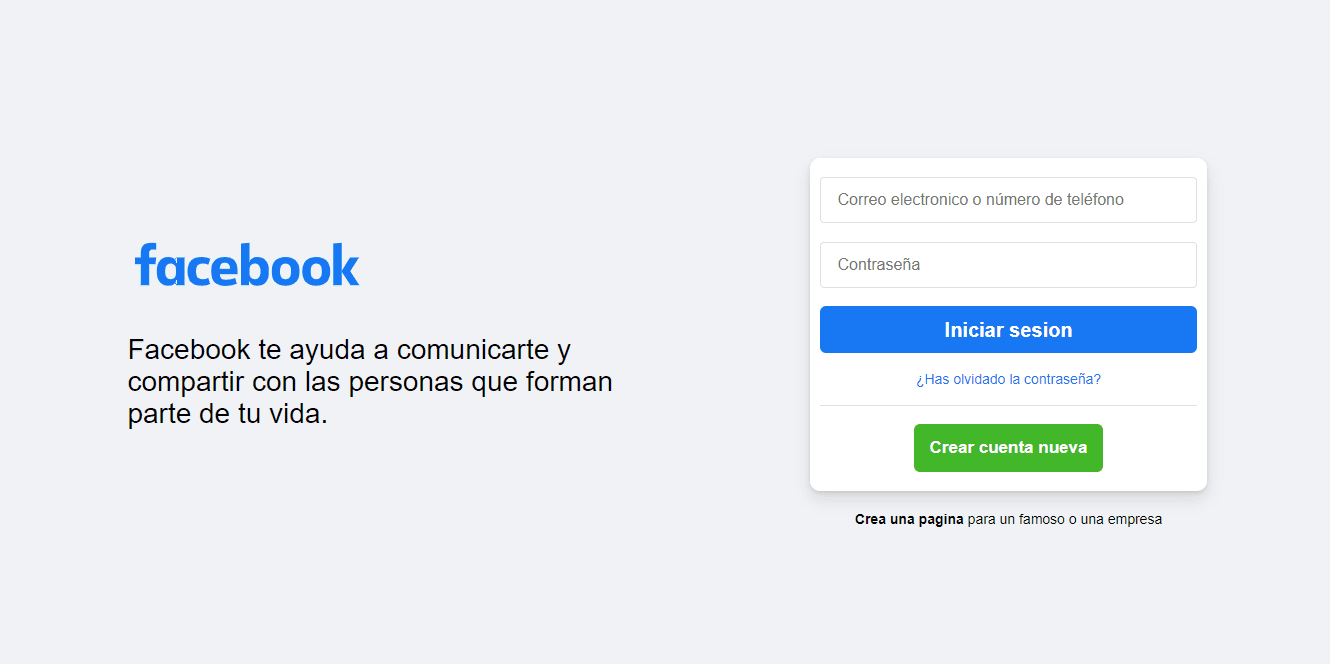 facebook
Facebook te ayuda a comunicarte y
compartir con las personas que forman
parte de tu vida.
Correo electronico o número de teléfono
Contraseña
Iniciar sesion
¿Has olvidado la contraseña?
Crear cuenta nueva
Crea una pagina para un famoso o una empresa